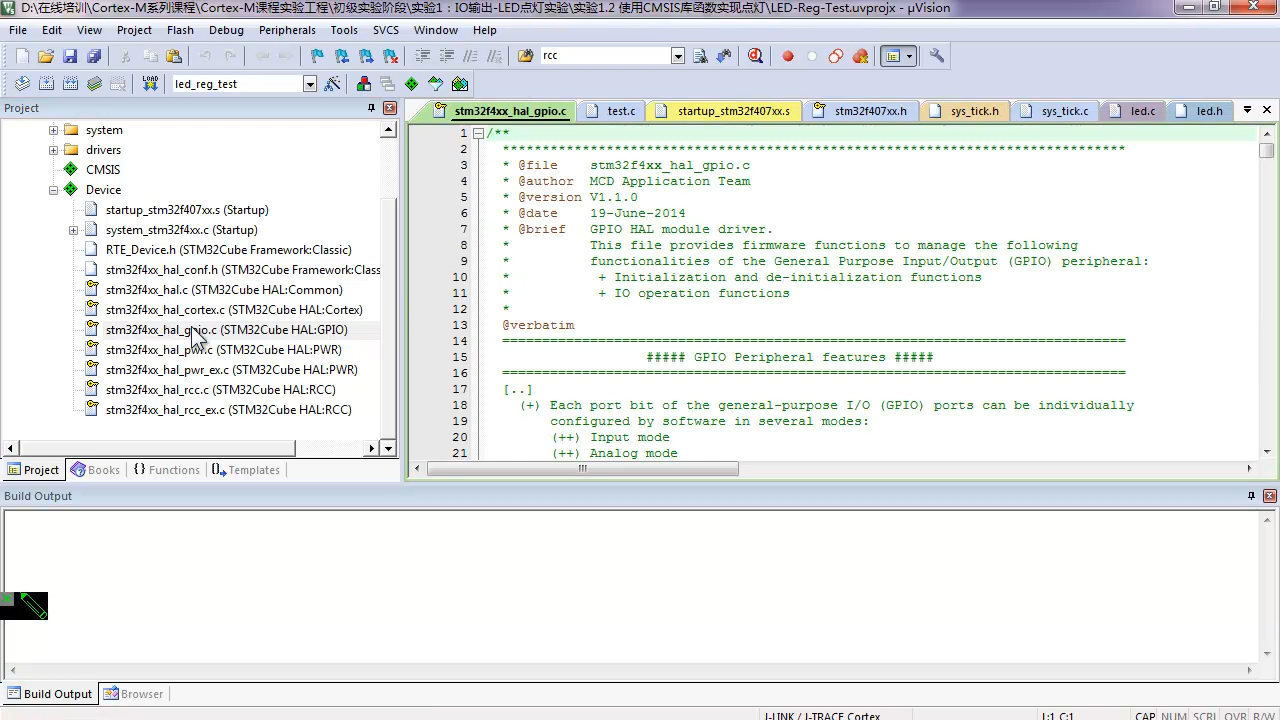 D:\在线培训\Cortex-M系列课程\Cortex-M课程实验工程\初级实验阶段\实验1：IO输出-LED点灯实验\实验1.2 使用CMSIS库函数实现点灯\LED-Reg-Test.uvprojx - µVision
File Edit View Project Flash Debug Peripherals Tools SVCS Window Help
rcc
LOAD led_reg_test
Project
stm32f4xx_hal_gpio.c test.c startup_stm32f407xx.s stm32f407xx.h sys_tick.h sys_tick.c led.c led.h
system
drivers
CMSIS
Device
startup_stm32f407xx.s (Startup)
system_stm32f4xx.c (Startup)
RTE_Device.h (STM32Cube Framework:Classic)
stm32f4xx_hal_conf.h (STM32Cube Framework:Class
stm32f4xx_hal.c (STM32Cube HAL:Common)
stm32f4xx_hal_cortex.c (STM32Cube HAL:Cortex)
stm32f4xx_hal_gpio.c (STM32Cube HAL:GPIO)
stm32f4xx_hal_pwr.c (STM32Cube HAL:PWR)
stm32f4xx_hal_pwr_ex.c (STM32Cube HAL:PWR)
stm32f4xx_hal_rcc.c (STM32Cube HAL:RCC)
stm32f4xx_hal_rcc_ex.c (STM32Cube HAL:RCC)
1 /**
2 ******************************************************************************
3 * @file    stm32f4xx_hal_gpio.c
4 * @author  MCD Application Team
5 * @version V1.1.0
6 * @date    19-June-2014
7 * @brief   GPIO HAL module driver.
8 *          This file provides firmware functions to manage the following
9 *          functionalities of the General Purpose Input/Output (GPIO) peripheral:
10 *           + Initialization and de-initialization functions
11 *           + IO operation functions
12 *
13 @verbatim
14 ==============================================================================
15 ##### GPIO Peripheral features #####
16 ==============================================================================
17 [..]
18 (+) Each port bit of the general-purpose I/O (GPIO) ports can be individually
19 configured by software in several modes:
20 (++) Input mode
21 (++) Analog mode
Project Books Functions Templates
Build Output
Build Output Browser
J-LINK / J-TRACE Cortex L:1 C:1 CAP NUM SCRL OVR R/W